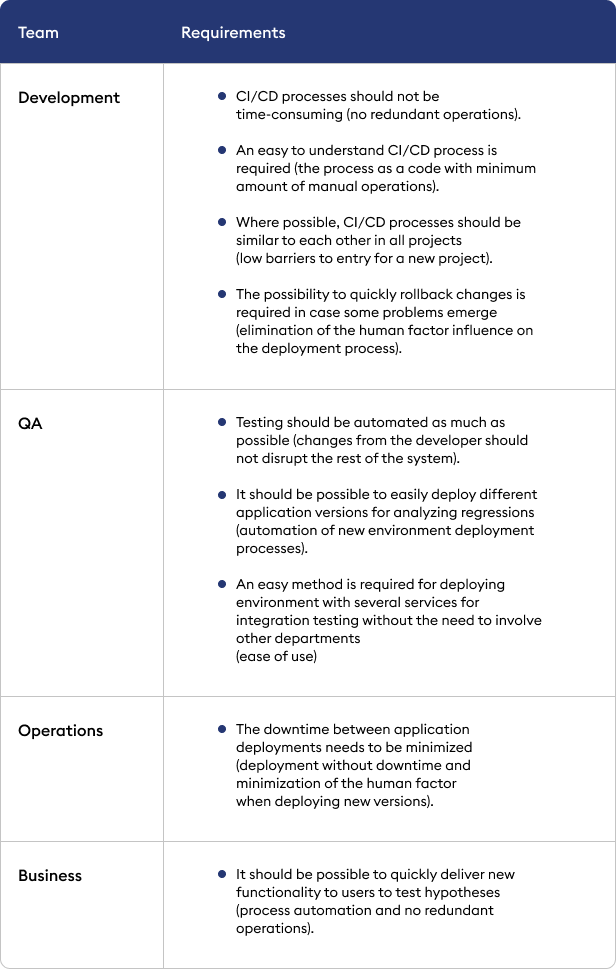 Team Requirements
Development
CI/CD processes should not be
time-consuming (no redundant operations).
An easy to understand CI/CD process is
required (the process as a code with minimum
amount of manual operations).
Where possible, CI/CD processes should be
similar to each other in all projects
(low barriers to entry for a new project).
The possibility to quickly rollback changes is
required in case some problems emerge
(elimination of the human factor influence on
the deployment process).
QA
Testing should be automated as much as
possible (changes from the developer should
not disrupt the rest of the system).
It should be possible to easily deploy different
application versions for analyzing regressions
(automation of new environment deployment
processes).
An easy method is required for deploying
environment with several services for
integration testing without the need to involve
other departments
(ease of use)
Operations
The downtime between application
deployments needs to be minimized
(deployment without downtime and
minimization of the human factor
when deploying new versions).
Business
It should be possible to quickly deliver new
functionality to users to test hypotheses
(process automation and no redundant
operations).